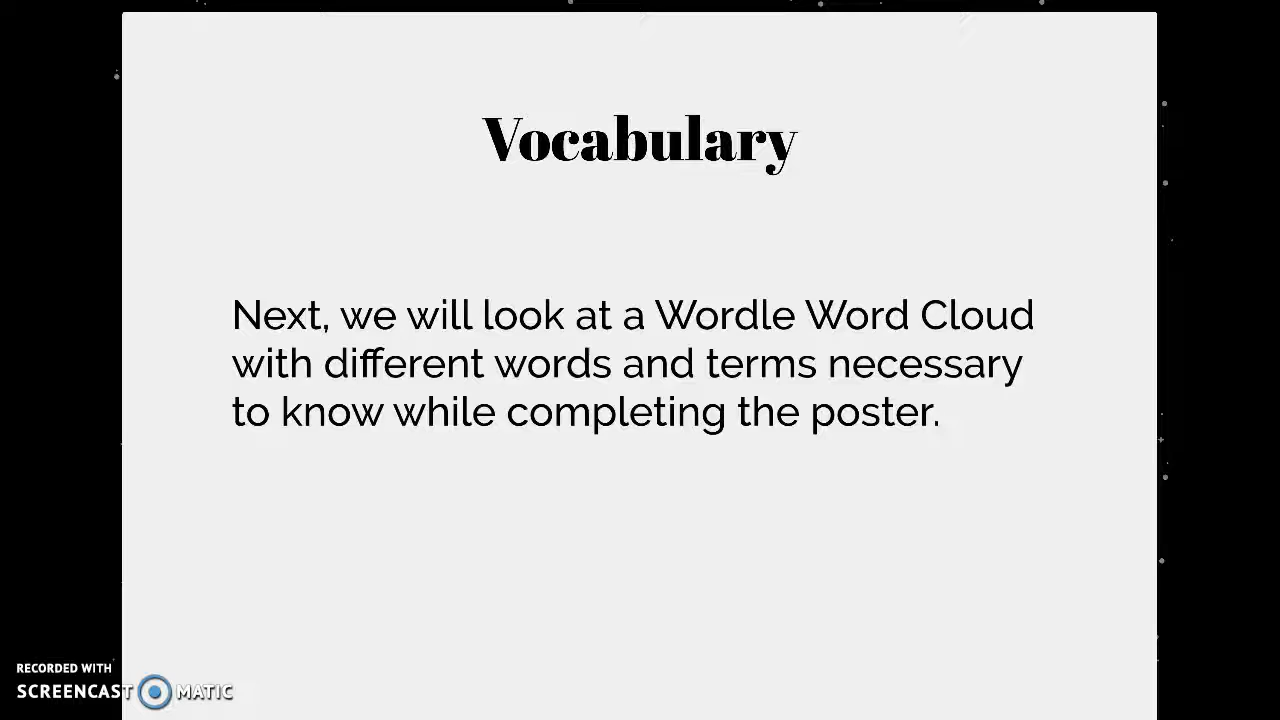 Vocabulary
Next, we will look at a Wordle Word Cloud
with different words and terms necessary
to know while completing the poster.
RECORDED WITH
SCREENCAST MATIC